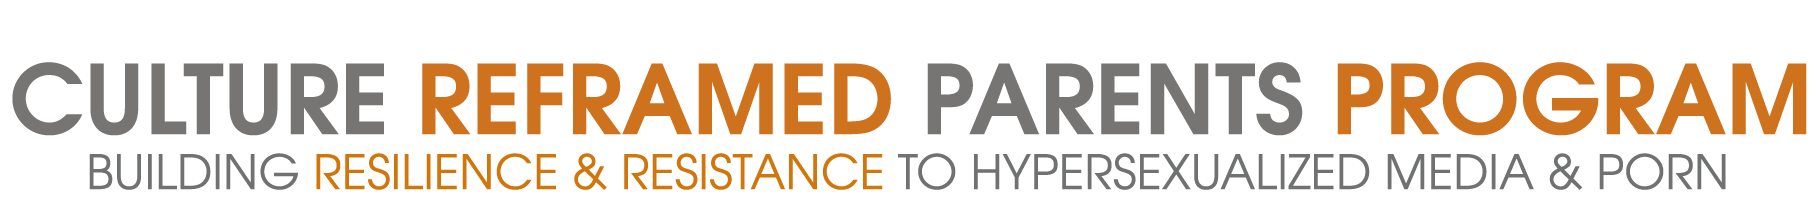 CULTURE REFRAMED PARENTS PROGRAM
BUILDING RESILIENCE & RESISTANCE TO HYPERSEXUALIZED MEDIA & PORN